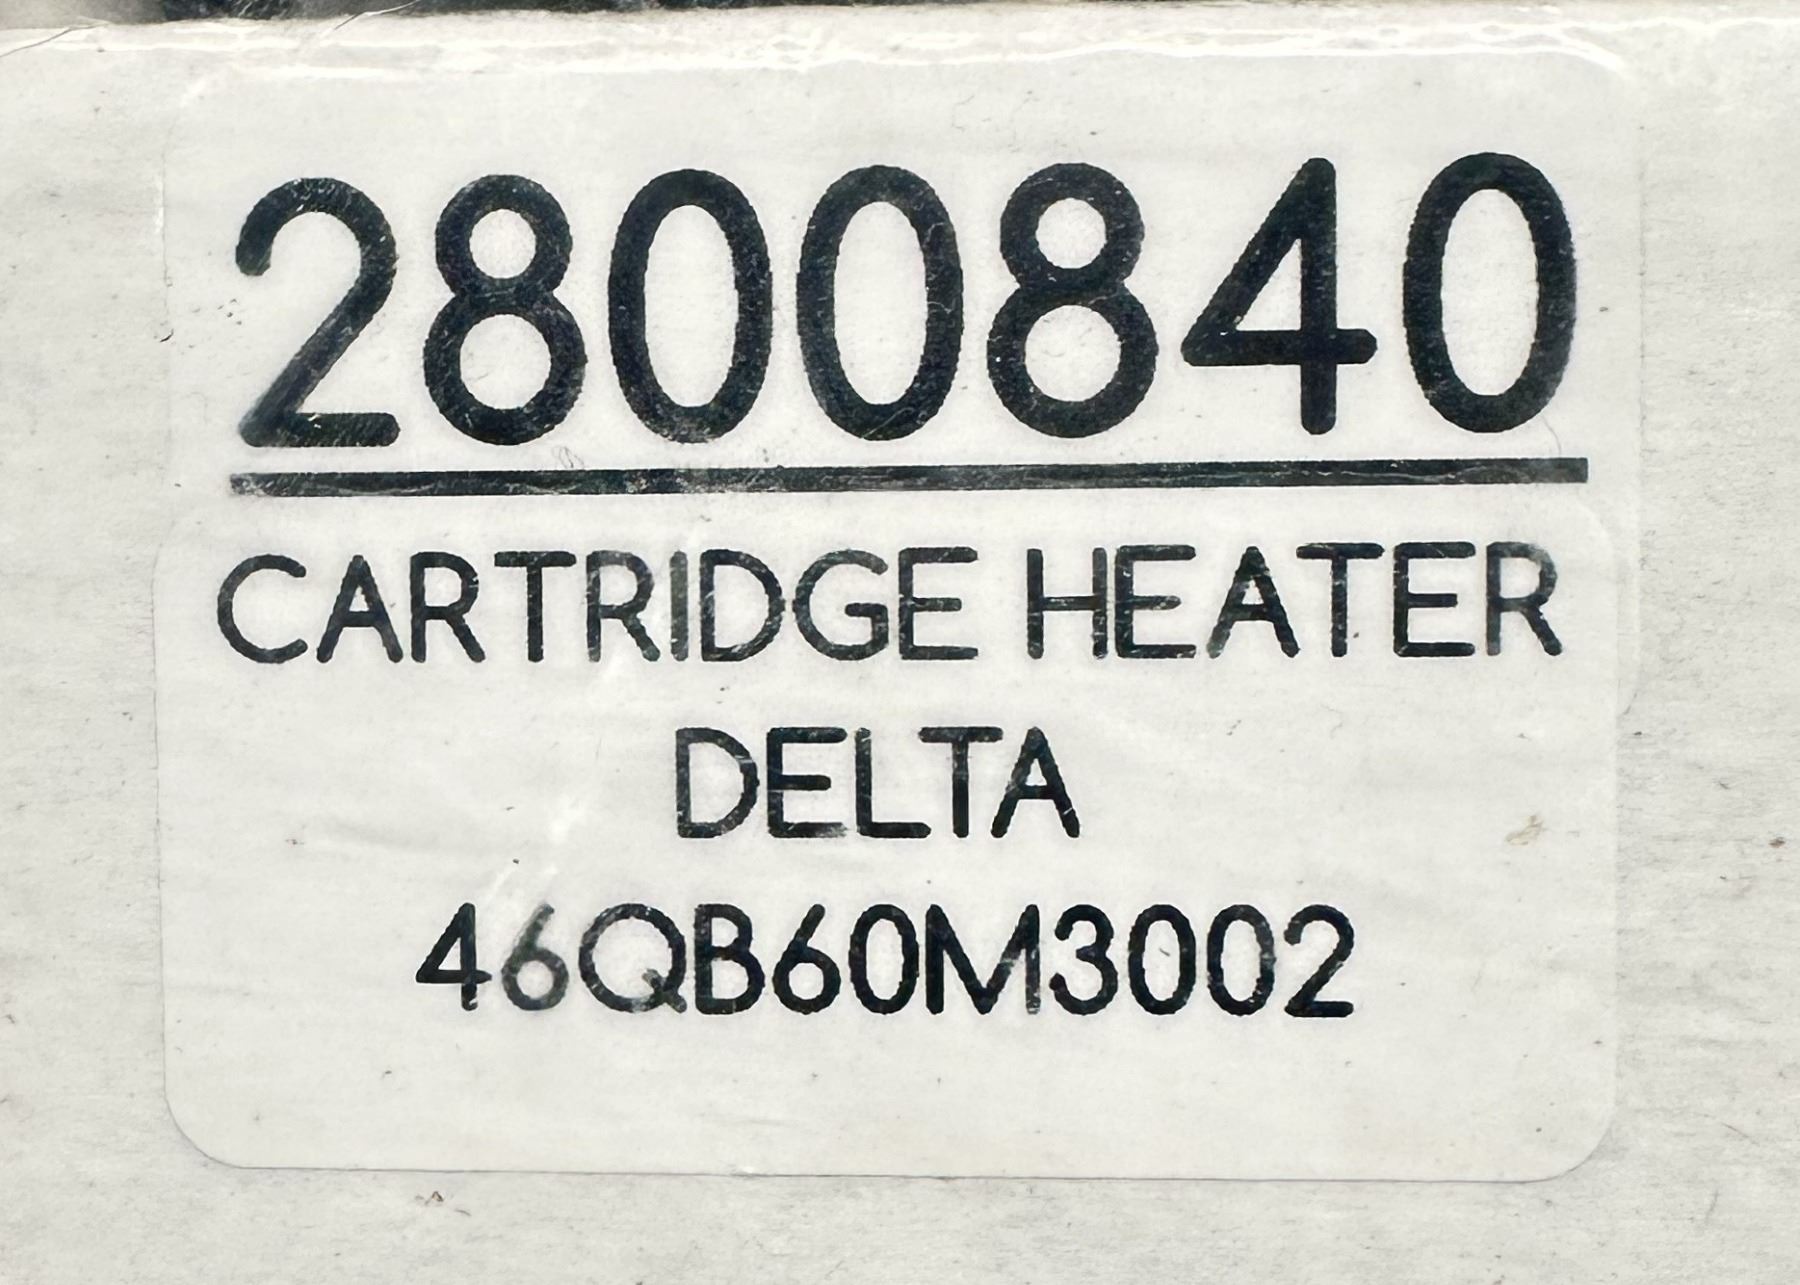 2800840
CARTRIDGE HEATER
DELTA
46QB60M3002